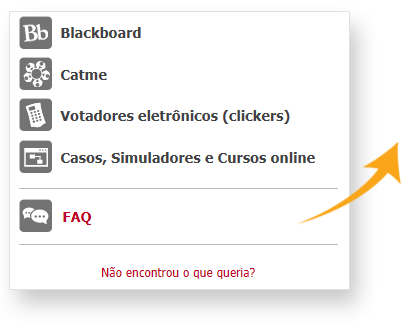 Bb Blackboard
Catme
Votadores eletrônicos (clickers)
Casos, Simuladores e Cursos online
FAQ
Não encontrou o que queria?